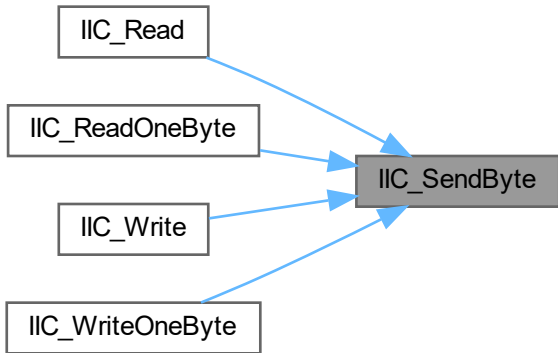 IIC_Read
IIC_ReadOneByte
IIC_SendByte
IIC_Write
IIC_WriteOneByte